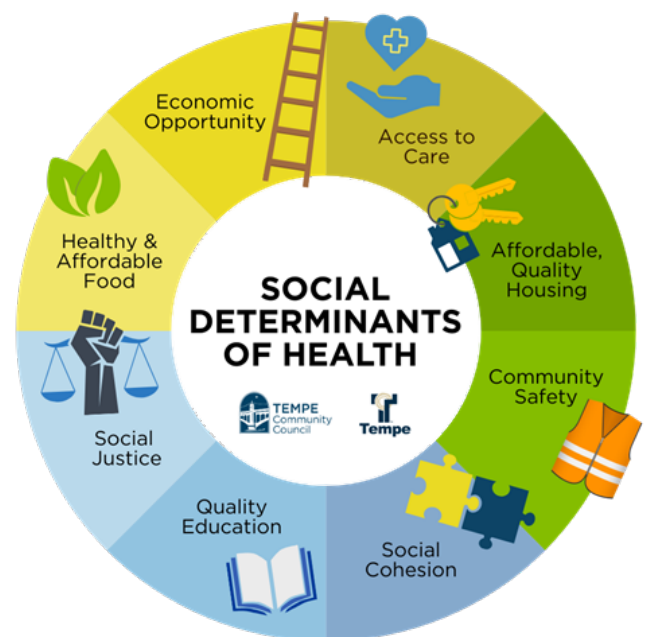 Economic
Opportunity
Access to
Care
Affordable,
Quality
Housing
Community
Safety
Social
Cohesion
Quality
Education
Social
Justice
Healthy &
Affordable
Food
SOCIAL
DETERMINANTS
OF HEALTH
TEMPE
Community
Council
Tempe